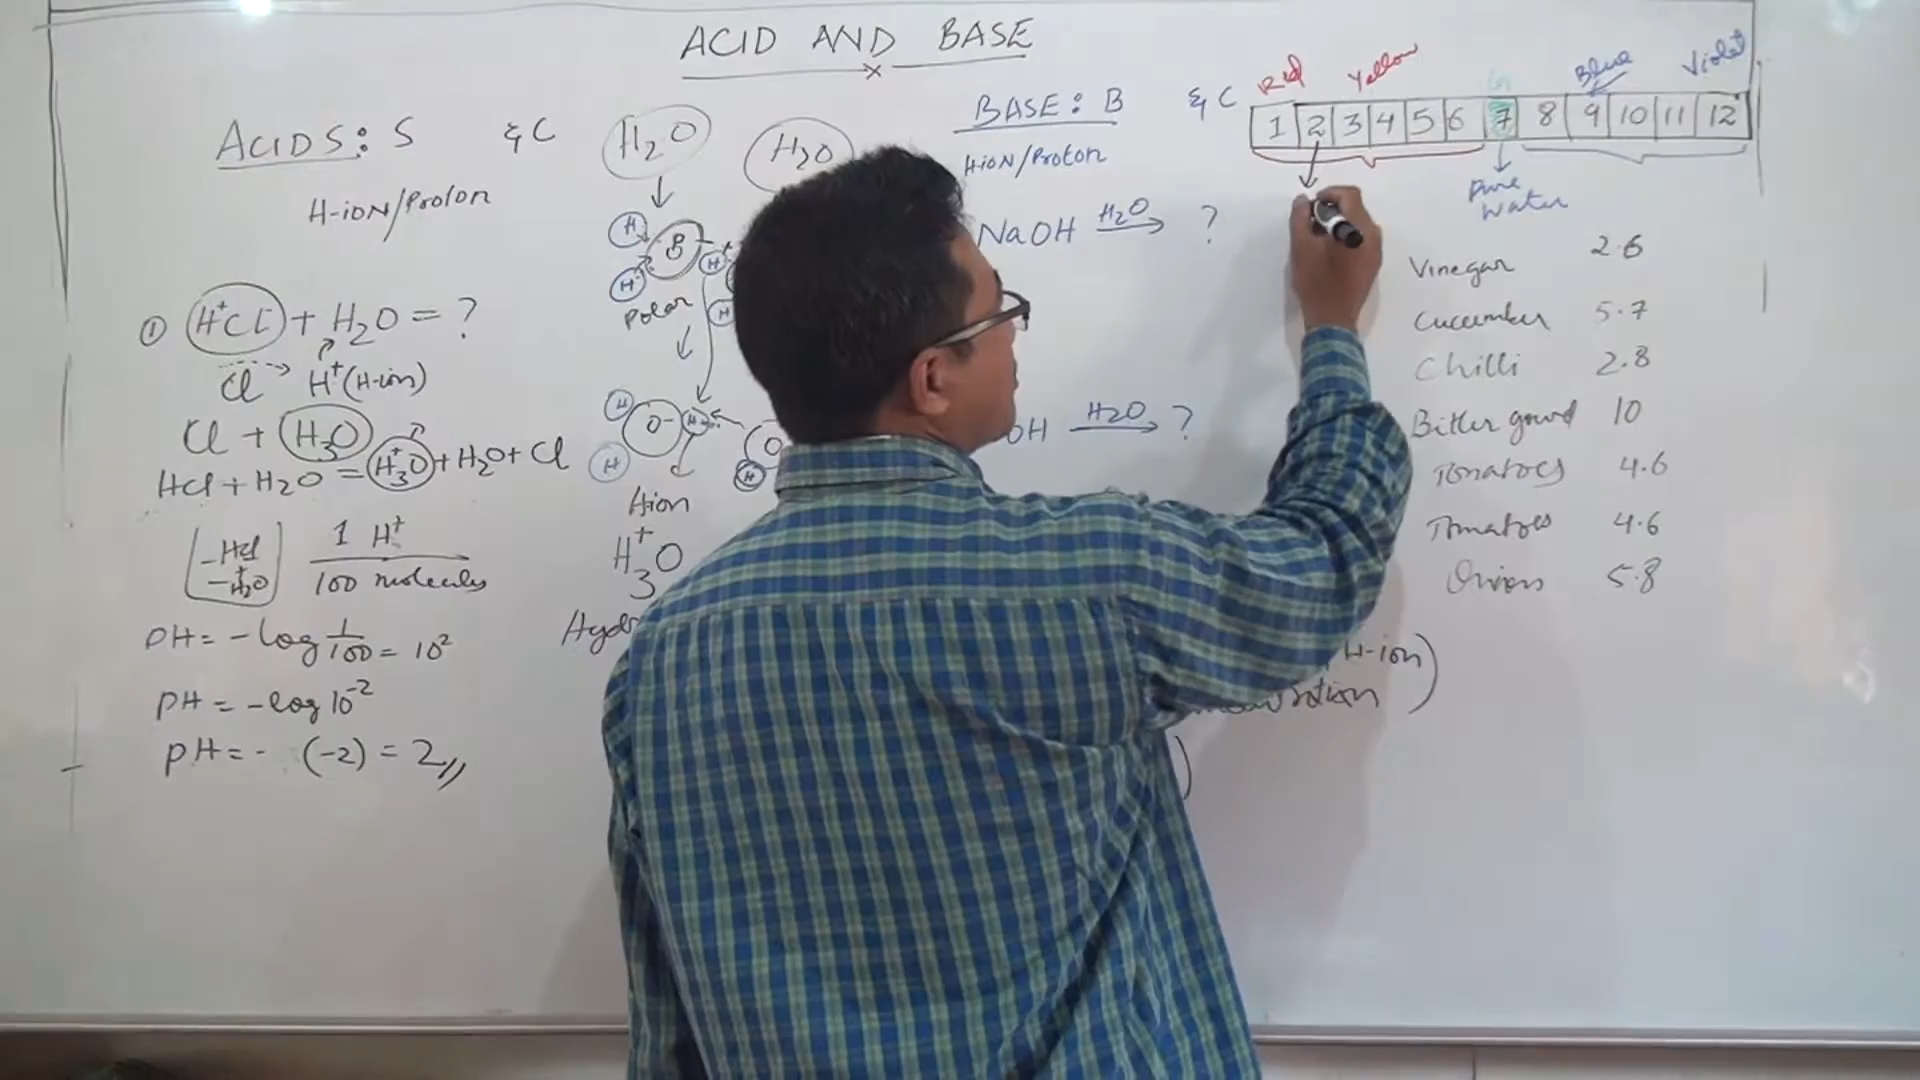 ACID AND BASE
ACIDS: S & C
H-ION/Proton
① H⁺Cl + H₂O = ?
Cl H⁺(H-ion)
Cl + H₃O
HCl + H₂O = H₃⁺O + H₂O + Cl
-HCl
-H₂O
1 H⁺
100 molecules
PH = -log 1/100 = 10²
PH = -log 10⁻²
PH = - (-2) = 2
H₂O
H₂O
H
H
H
H
Polar
H
O-
H
O
H
H ion
H₃⁺O
BASE: B & C
H-ION/Proton
NaOH H₂O → ?
OH H₂O → ?
H-ion)
Red Yellow Blue Violet
1 2 3 4 5 6 7 8 9 10 11 12
Pure
Water
Vinegar 2.6
Cucumber 5.7
Chilli 2.8
Bitter gourd 10
Tomatoes 4.6
Tomatoes 4.6
Onions 5.8